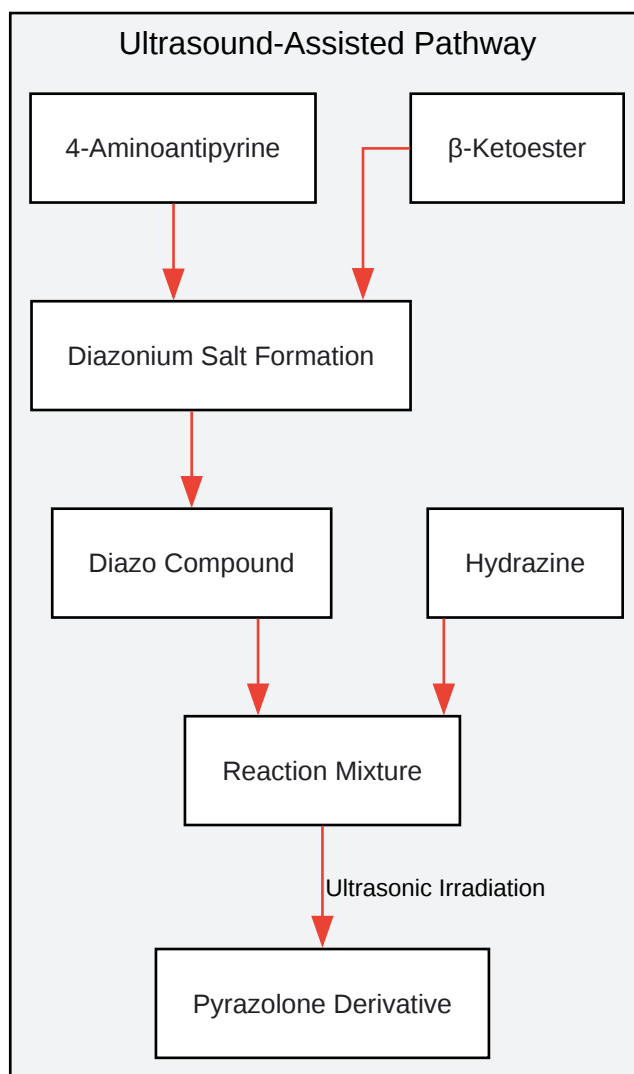 Ultrasound-Assisted Pathway
4-Aminoantipyrine
β-Ketoester
Diazonium Salt Formation
Diazo Compound
Hydrazine
Reaction Mixture
Ultrasonic Irradiation
Pyrazolone Derivative